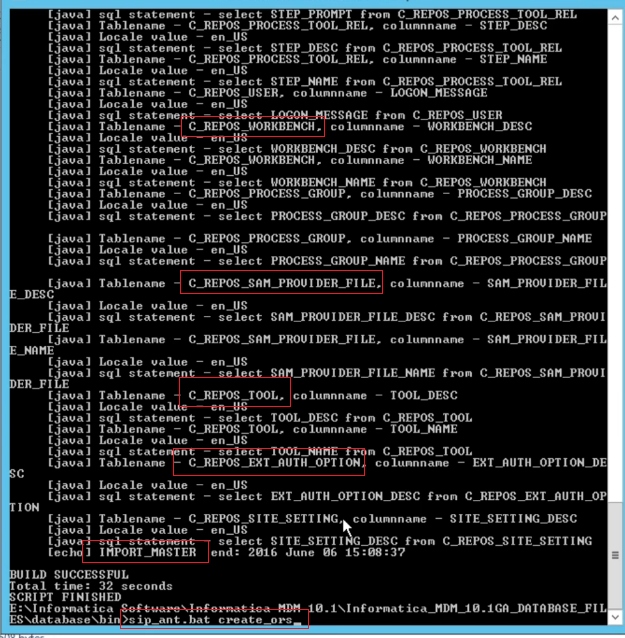 [java] sql statement - select STEP_PROMPT from C_REPOS_PROCESS_TOOL_REL
[java] Tablename - C_REPOS_PROCESS_TOOL_REL, columnname - STEP_DESC
[java] Locale value - en_US
[java] sql statement - select STEP_DESC from C_REPOS_PROCESS_TOOL_REL
[java] Tablename - C_REPOS_PROCESS_TOOL_REL, columnname - STEP_NAME
[java] Locale value - en_US
[java] sql statement - select STEP_NAME from C_REPOS_PROCESS_TOOL_REL
[java] Tablename - C_REPOS_USER, columnname - LOGON_MESSAGE
[java] Locale value - en_US
[java] sql statement - select LOGON_MESSAGE from C_REPOS_USER
[java] Tablename - C_REPOS_WORKBENCH, columnname - WORKBENCH_DESC
[java] Locale value - en_US
[java] sql statement - select WORKBENCH_DESC from C_REPOS_WORKBENCH
[java] Tablename - C_REPOS_WORKBENCH, columnname - WORKBENCH_NAME
[java] Locale value - en_US
[java] sql statement - select WORKBENCH_NAME from C_REPOS_WORKBENCH
[java] Tablename - C_REPOS_PROCESS_GROUP, columnname - PROCESS_GROUP_DESC
[java] Locale value - en_US
[java] sql statement - select PROCESS_GROUP_DESC from C_REPOS_PROCESS_GROUP
[java] Tablename - C_REPOS_PROCESS_GROUP, columnname - PROCESS_GROUP_NAME
[java] Locale value - en_US
[java] sql statement - select PROCESS_GROUP_NAME from C_REPOS_PROCESS_GROUP
[java] Tablename - C_REPOS_SAM_PROVIDER_FILE, columnname - SAM_PROVIDER_FIL
E_DESC
[java] Locale value - en_US
[java] sql statement - select SAM_PROVIDER_FILE_DESC from C_REPOS_SAM_PROVI
DER_FILE
[java] Tablename - C_REPOS_SAM_PROVIDER_FILE, columnname - SAM_PROVIDER_FIL
E_NAME
[java] Locale value - en_US
[java] sql statement - select SAM_PROVIDER_FILE_NAME from C_REPOS_SAM_PROVI
DER_FILE
[java] Tablename - C_REPOS_TOOL, columnname - TOOL_DESC
[java] Locale value - en_US
[java] sql statement - select TOOL_DESC from C_REPOS_TOOL
[java] Tablename - C_REPOS_TOOL, columnname - TOOL_NAME
[java] Locale value - en_US
[java] sql statement - select TOOL_NAME from C_REPOS_TOOL
[java] Tablename - C_REPOS_EXT_AUTH_OPTION, columnname - EXT_AUTH_OPTION_DE
SC
[java] Locale value - en_US
[java] sql statement - select EXT_AUTH_OPTION_DESC from C_REPOS_EXT_AUTH_OP
TION
[java] Tablename - C_REPOS_SITE_SETTING, columnname - SITE_SETTING_DESC
[java] Locale value - en_US
[java] sql statement - select SITE_SETTING_DESC from C_REPOS_SITE_SETTING
[echo] IMPORT_MASTER end: 2016 June 06 15:08:37
BUILD SUCCESSFUL
Total time: 32 seconds
SCRIPT FINISHED
E:\Informatica Software\Informatica MDM 10.1\Informatica_MDM_10.1GA_DATABASE_FIL
ES\database\bin>sip_ant.bat create_ors_